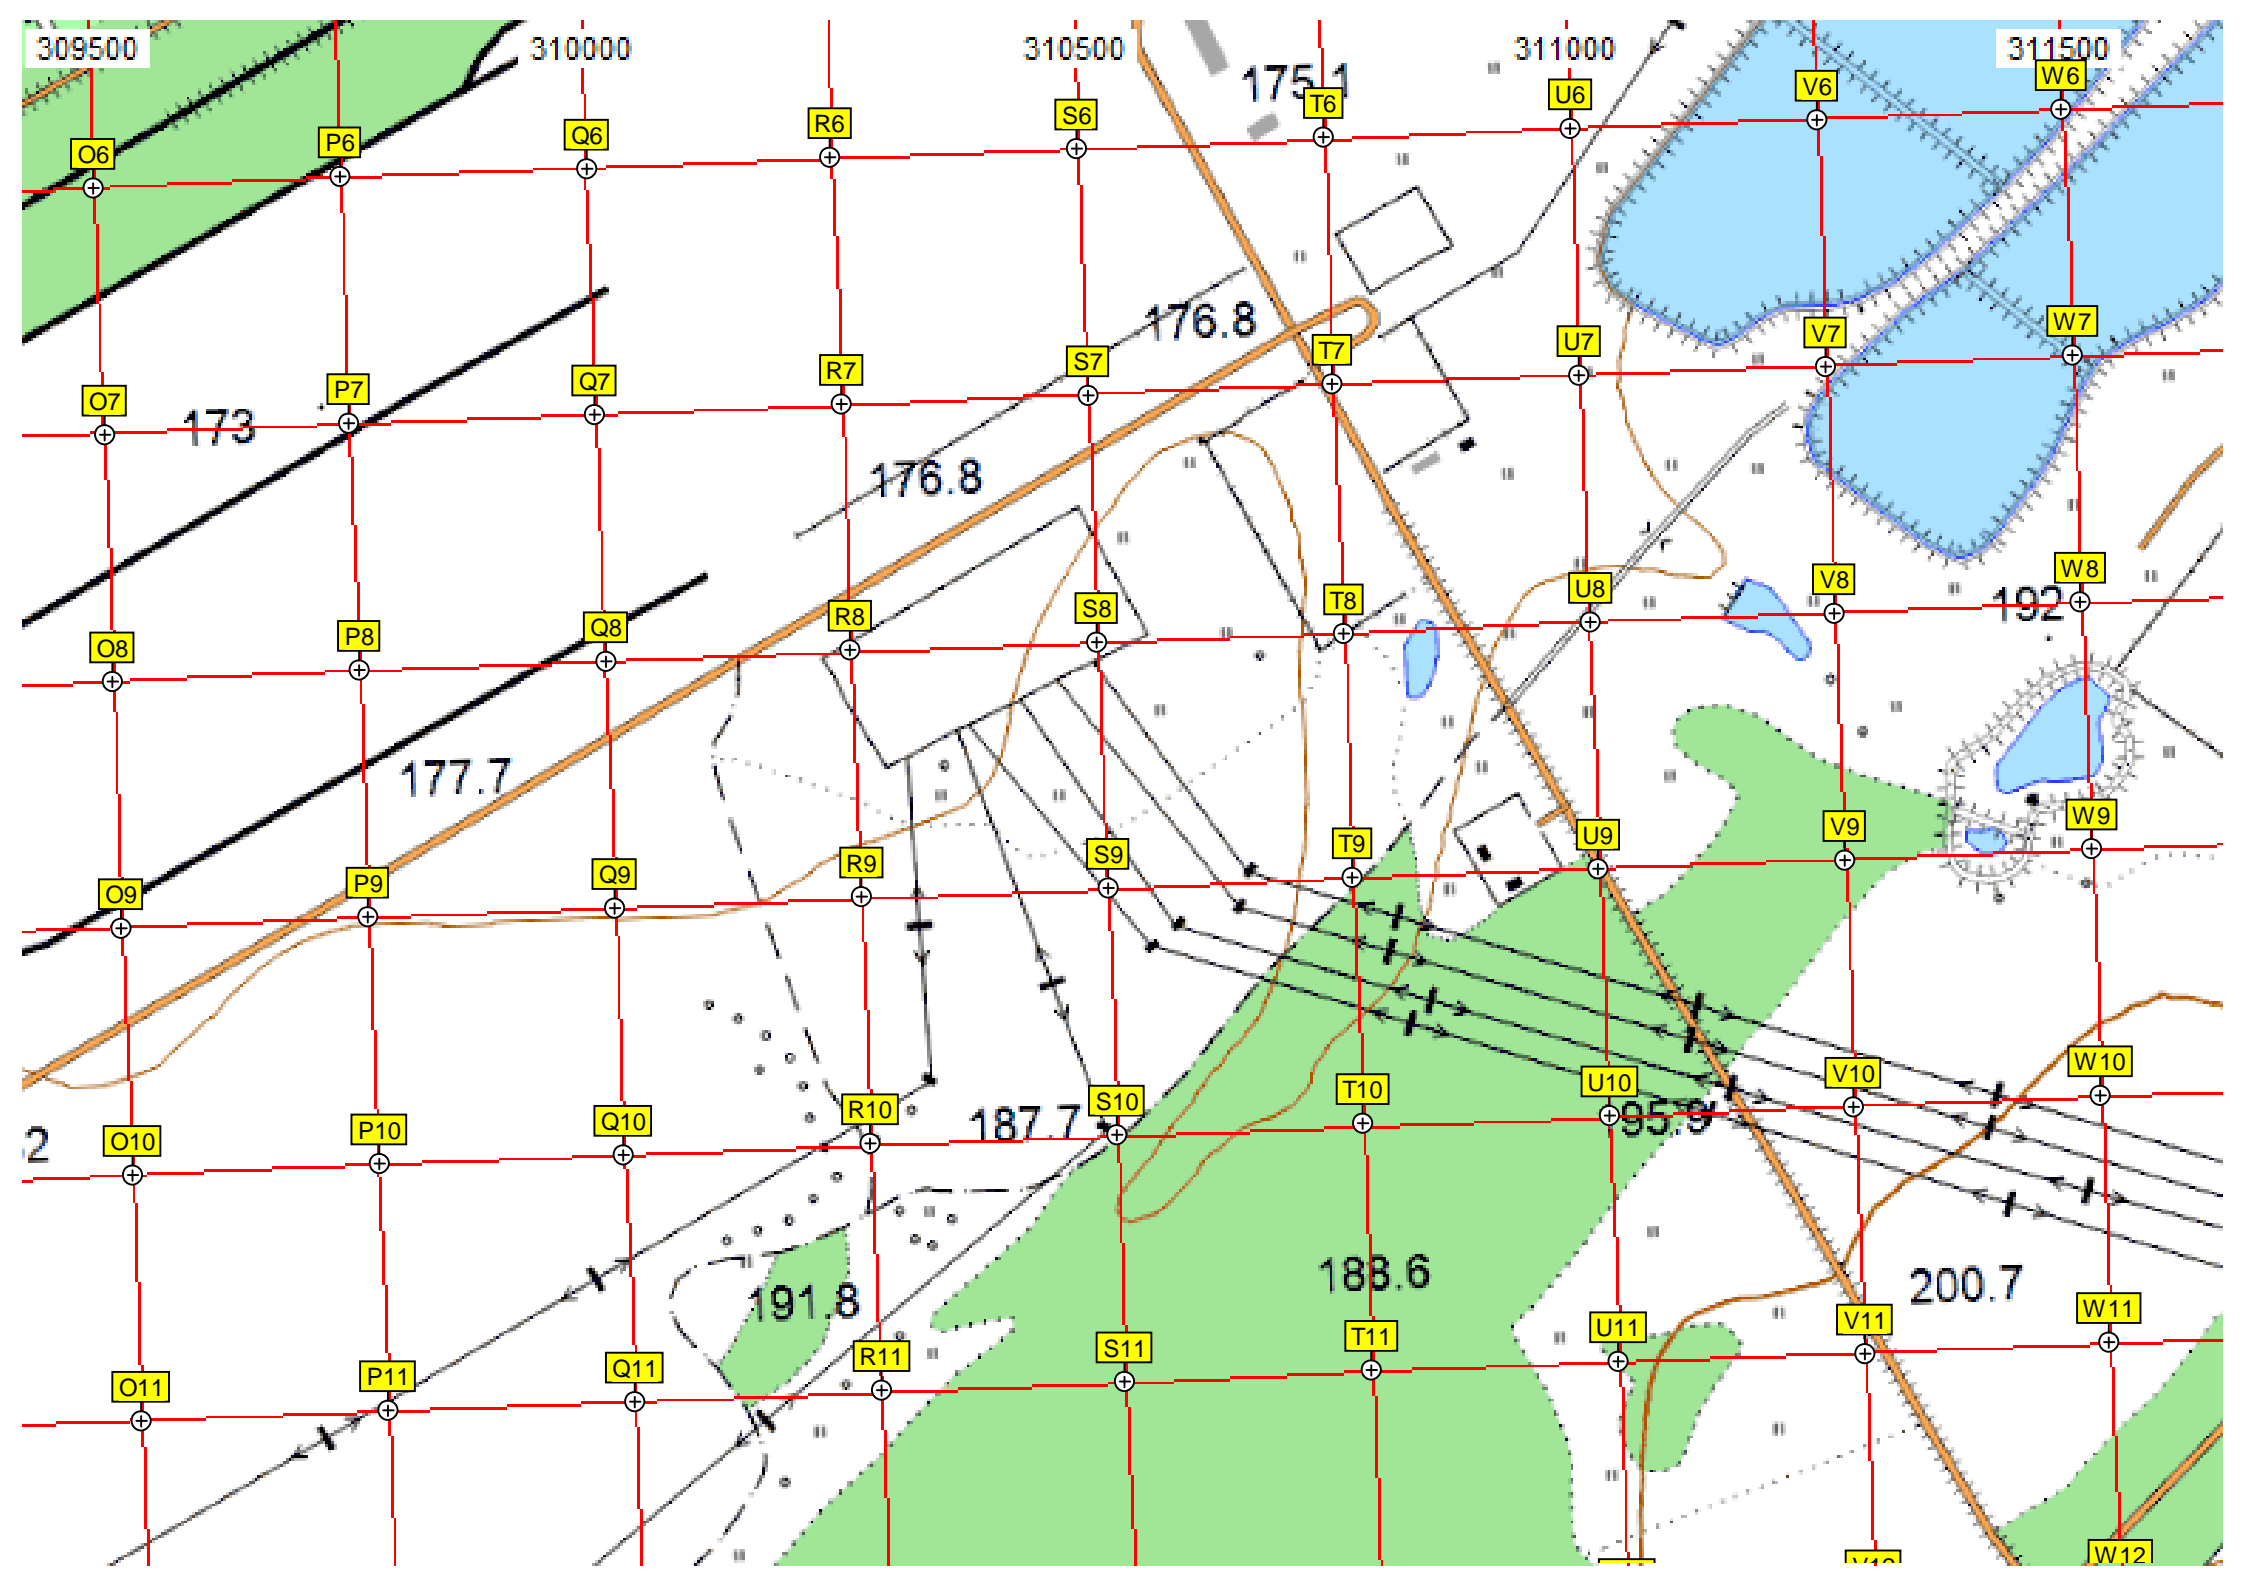 309500 310000 310500 311000 311500
175.1
O6 P6 Q6 R6 S6 T6 U6 V6 W6
176.8
O7 P7 Q7 R7 S7 T7 U7 V7 W7
173
176.8
O8 P8 Q8 R8 S8 T8 U8 V8 W8
192
177.7
O9 P9 Q9 R9 S9 T9 U9 V9 W9
O10 P10 Q10 R10 S10 T10 U10 V10 W10
2 187.7 95.9
191.8 188.6 200.7
O11 P11 Q11 R11 S11 T11 U11 V11 W11
W12